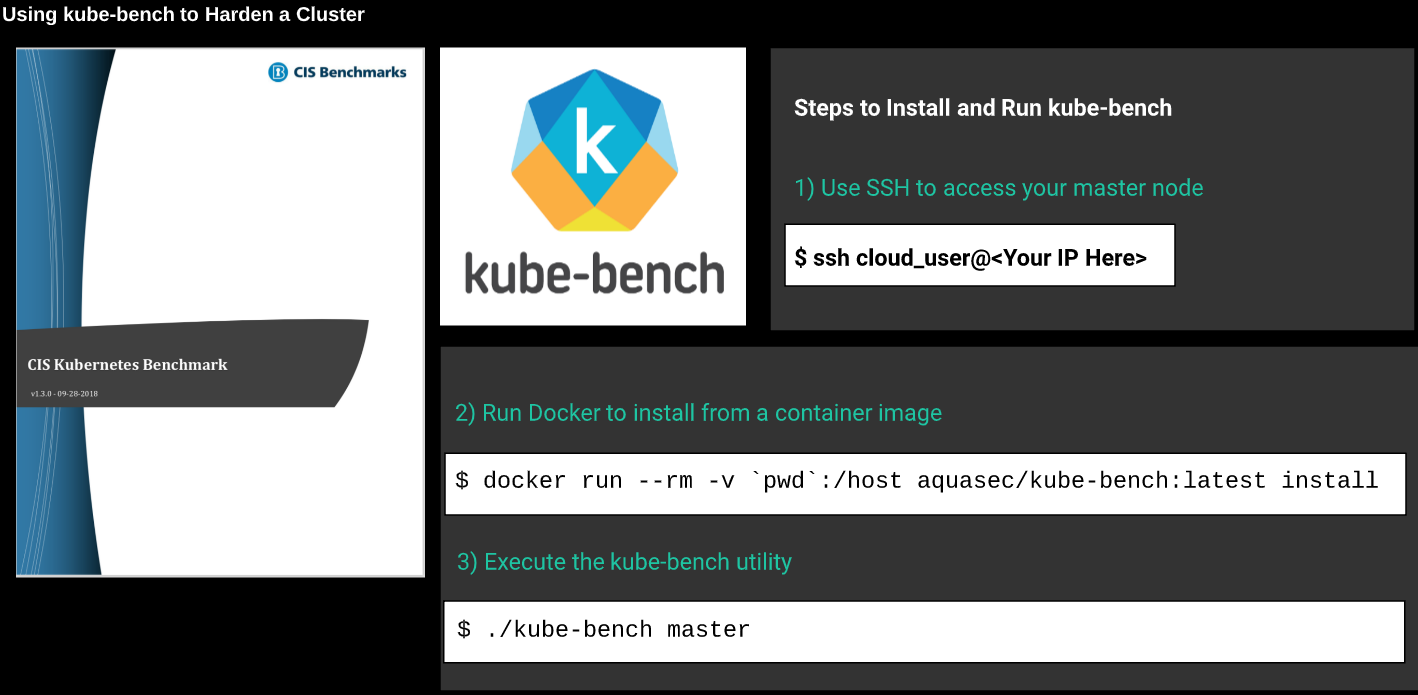 Using kube-bench to Harden a Cluster
CIS Benchmarks
CIS Kubernetes Benchmark
v1.3.0 - 09-28-2018
k
kube-bench
Steps to Install and Run kube-bench
1) Use SSH to access your master node
$ ssh cloud_user@<Your IP Here>
2) Run Docker to install from a container image
$ docker run --rm -v `pwd`:/host aquasec/kube-bench:latest install
3) Execute the kube-bench utility
$ ./kube-bench master